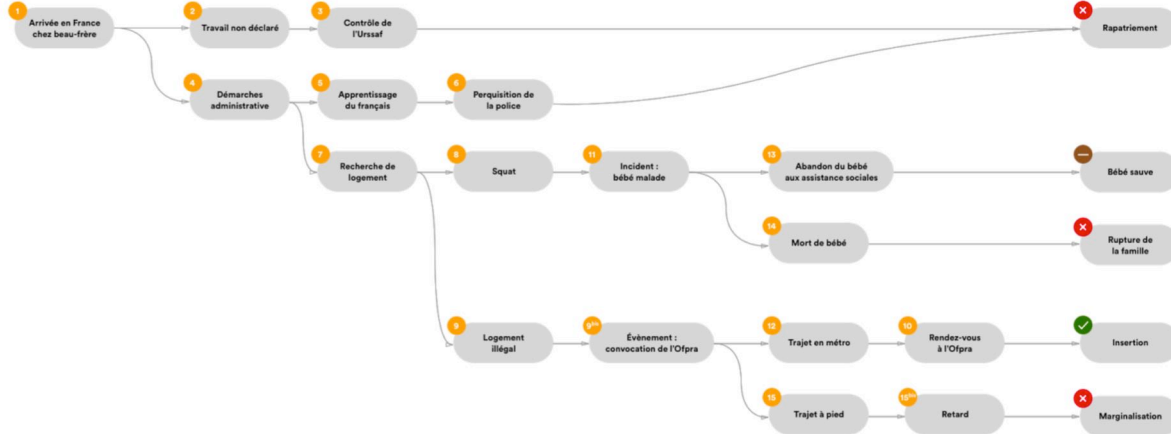 1
Arrivée en France
chez beau-frère
2
Travail non déclaré
3
Contrôle de
l'Urssaf
Rapatriement
4
Démarches
administrative
5
Apprentissage
du français
6
Perquisition de
la police
7
Recherche de
logement
8
Squat
11
Incident :
bébé malade
13
Abandon du bébé
aux assistance sociales
Bébé sauve
14
Mort de bébé
Rupture de
la famille
9
Logement
illégal
9bis
Évènement :
convocation de l'Ofpra
12
Trajet en métro
10
Rendez-vous
à l'Ofpra
Insertion
15
Trajet à pied
15bis
Retard
Marginalisation